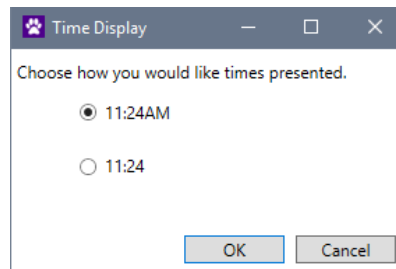 Time Display
Choose how you would like times presented.
11:24AM
11:24
OK Cancel